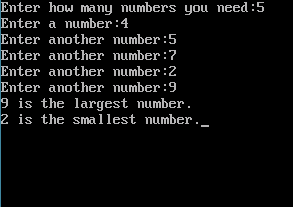 Enter how many numbers you need:5
Enter a number:4
Enter another number:5
Enter another number:7
Enter another number:2
Enter another number:9
9 is the largest number.
2 is the smallest number._